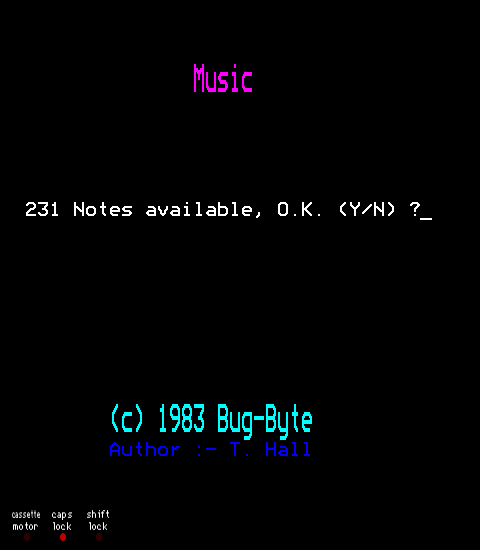 Music
231 Notes available, O.K. (Y/N) ?_
(c) 1983 Bug-Byte
Author :- T. Hall
cassette caps shift
motor lock lock